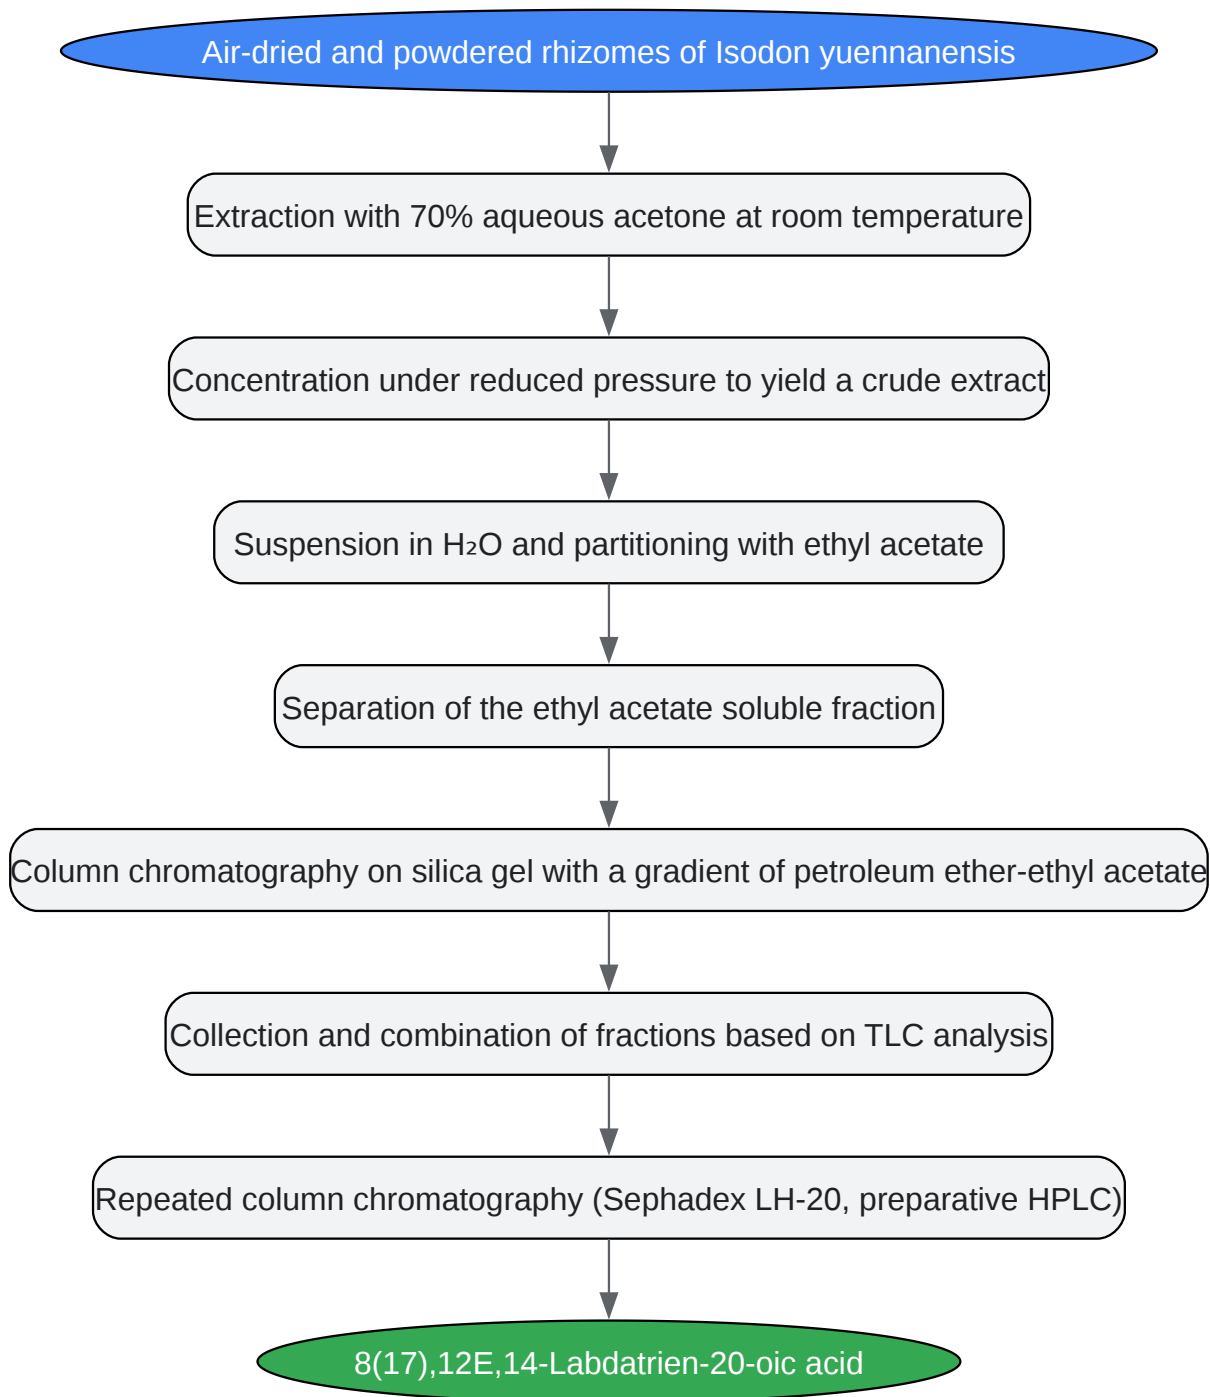 Air-dried and powdered rhizomes of Isodon yuennanensis
Extraction with 70% aqueous acetone at room temperature
Concentration under reduced pressure to yield a crude extract
Suspension in H₂O and partitioning with ethyl acetate
Separation of the ethyl acetate soluble fraction
Column chromatography on silica gel with a gradient of petroleum ether-ethyl acetate
Collection and combination of fractions based on TLC analysis
Repeated column chromatography (Sephadex LH-20, preparative HPLC)
8(17),12E,14-Labdatrien-20-oic acid